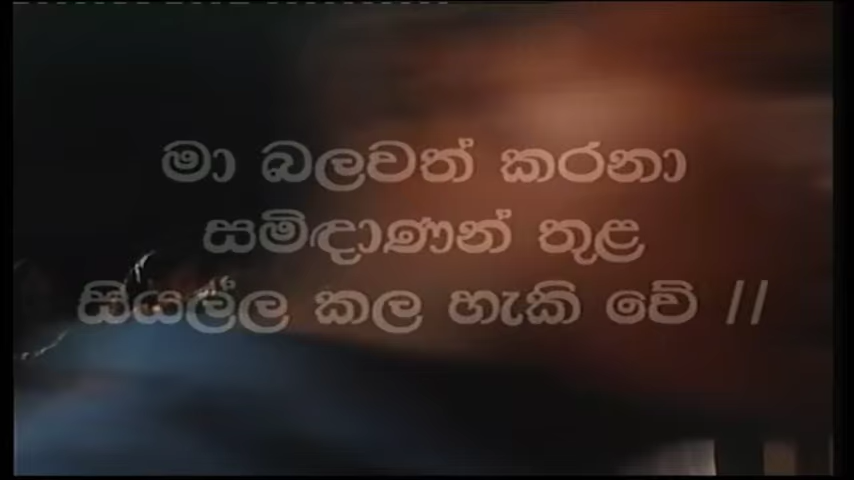 මා බලවත් කරනා
සමිඳාණන් තුළ
සියල්ල කල හැකි වේ //